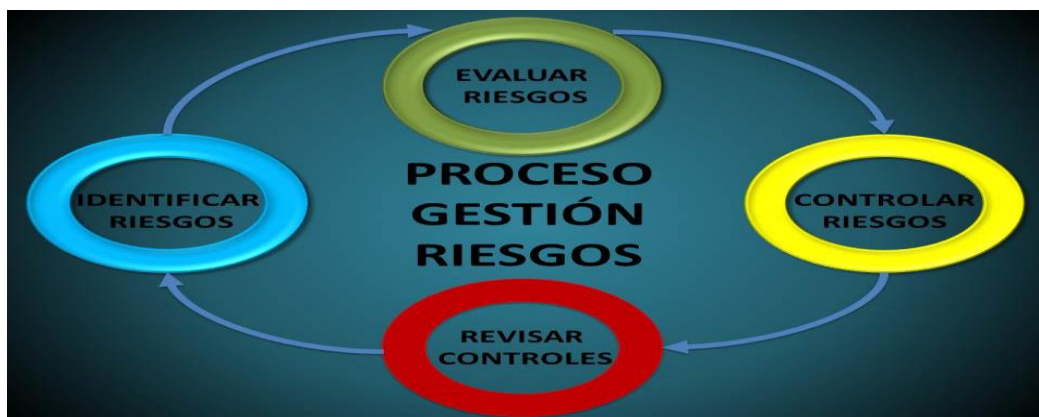 EVALUAR
RIESGOS
PROCESO
GESTIÓN
RIESGOS
IDENTIFICAR
RIESGOS
CONTROLAR
RIESGOS
REVISAR
CONTROLES